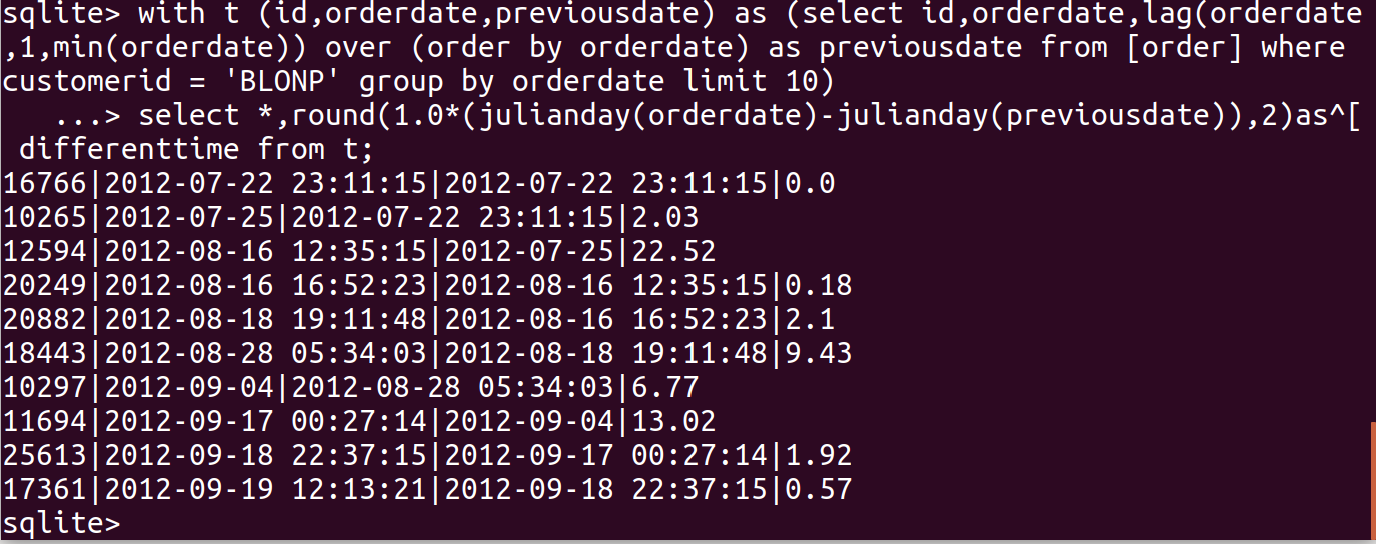 sqlite> with t (id,orderdate,previousdate) as (select id,orderdate,lag(orderdate
,1,min(orderdate)) over (order by orderdate) as previousdate from [order] where
customerid = 'BLONP' group by orderdate limit 10)
...> select *,round(1.0*(julianday(orderdate)-julianday(previousdate)),2)as^[
differenttime from t;
16766|2012-07-22 23:11:15|2012-07-22 23:11:15|0.0
10265|2012-07-25|2012-07-22 23:11:15|2.03
12594|2012-08-16 12:35:15|2012-07-25|22.52
20249|2012-08-16 16:52:23|2012-08-16 12:35:15|0.18
20882|2012-08-18 19:11:48|2012-08-16 16:52:23|2.1
18443|2012-08-28 05:34:03|2012-08-18 19:11:48|9.43
10297|2012-09-04|2012-08-28 05:34:03|6.77
11694|2012-09-17 00:27:14|2012-09-04|13.02
25613|2012-09-18 22:37:15|2012-09-17 00:27:14|1.92
17361|2012-09-19 12:13:21|2012-09-18 22:37:15|0.57
sqlite>